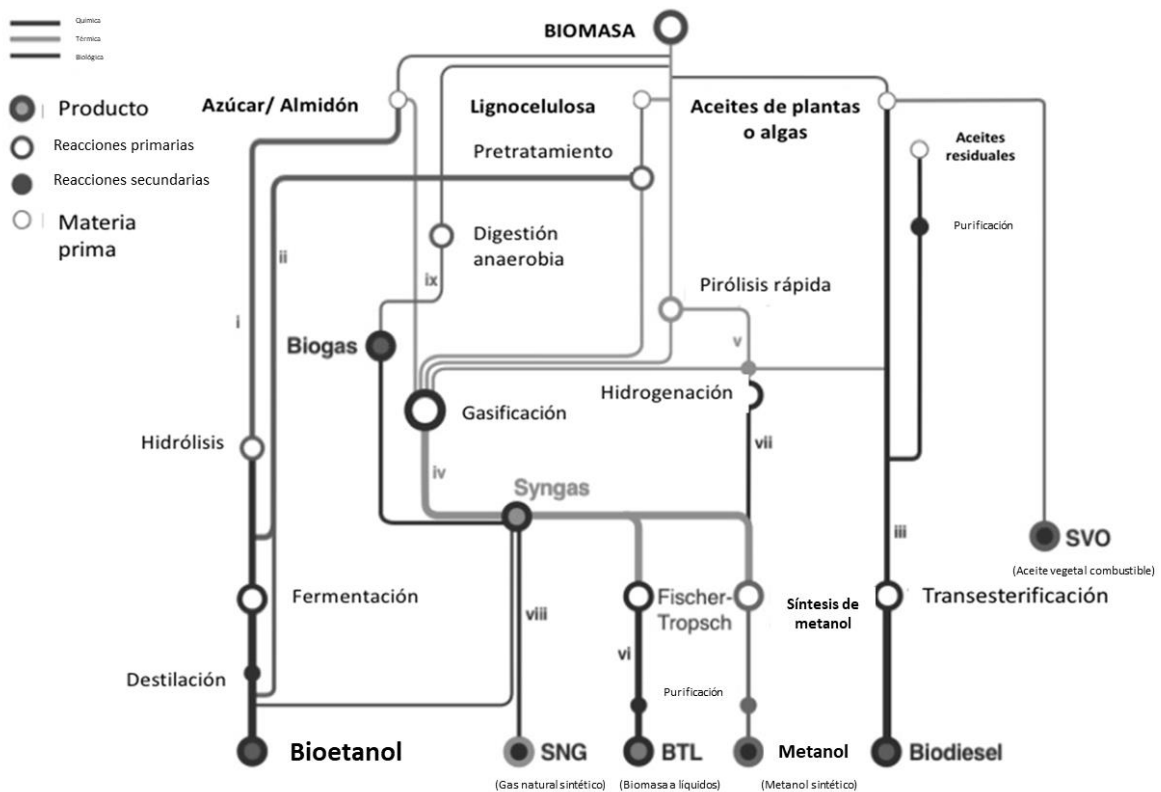 Química
Térmica
Biológica
BIOMASA
Producto
Reacciones primarias
Reacciones secundarias
Materia
prima
Azúcar/ Almidón
Lignocelulosa
Aceites de plantas
o algas
Aceites
residuales
Pretratamiento
Purificación
Digestión
anaerobia
ii
ix
Pirólisis rápida
i
v
Biogas
Hidrogenación
Gasificación
Hidrólisis
vii
iv
Syngas
iii
SVO
(Aceite vegetal combustible)
Fermentación
Fischer-
Tropsch
Síntesis de
metanol
Transesterificación
viii
vi
Destilación
Purificación
Bioetanol
SNG
BTL
Metanol
Biodiesel
(Gas natural sintético)
(Biomasa a líquidos)
(Metanol sintético)